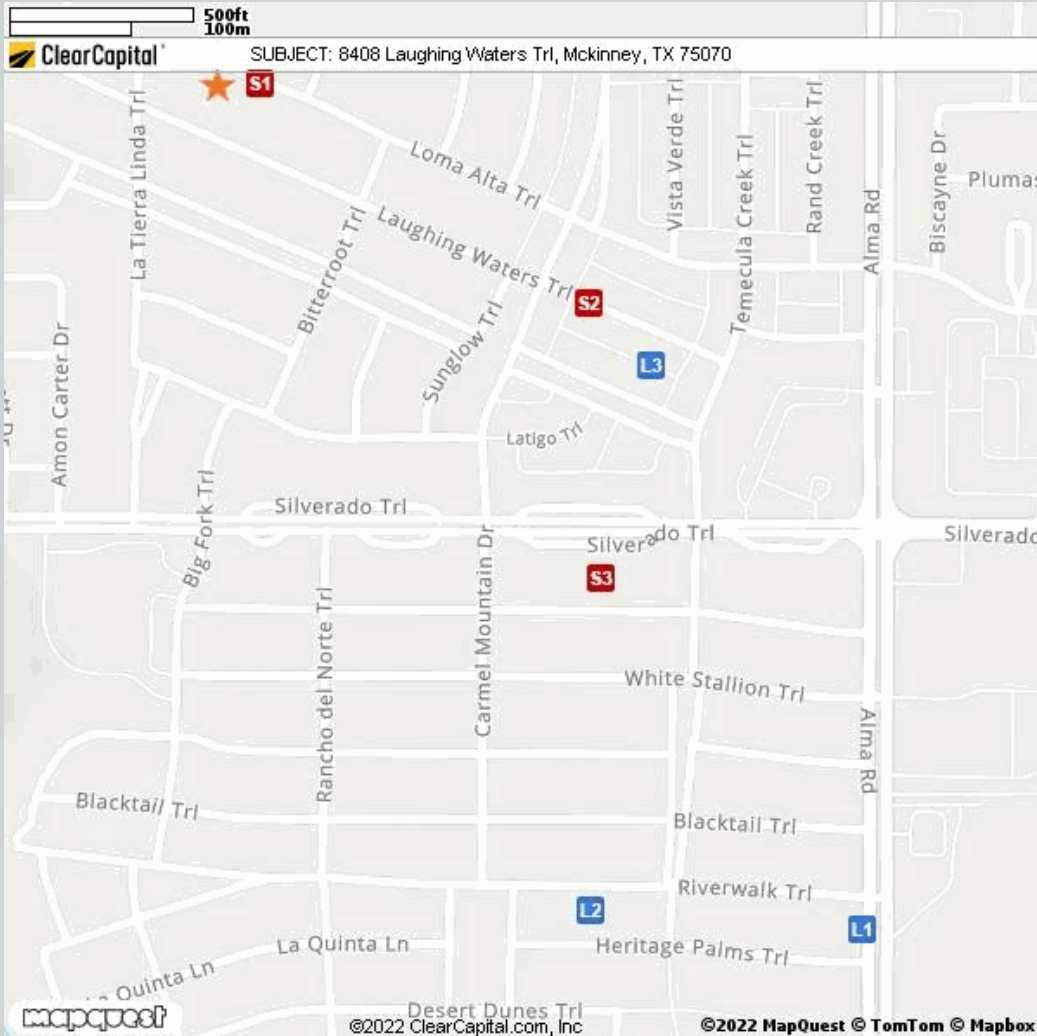 500ft
100m
ClearCapital
SUBJECT: 8408 Laughing Waters Trl, Mckinney, TX 75070
S1
La Tierra Linda Trl
Loma Alta Trl
Vista Verde Trl
Temecula Creek Trl
Rand Creek Trl
Alma Rd
Biscayne Dr
Plumas
Laughing Waters Trl
Bitterroot Trl
S2
Sunglow Trl
L3
Amon Carter Dr
Latigo Trl
Big Fork Trl
Silverado Trl
Silverado Trl
Silverado
S3
Rancho del Norte Trl
Carmel Mountain Dr
White Stallion Trl
Alma Rd
Blacktail Trl
Blacktail Trl
Riverwalk Trl
L2
L1
La Quinta Ln
Heritage Palms Trl
La Quinta Ln
Desert Dunes Trl
mapquest
©2022 ClearCapital.com, Inc
©2022 MapQuest © TomTom © Mapbox